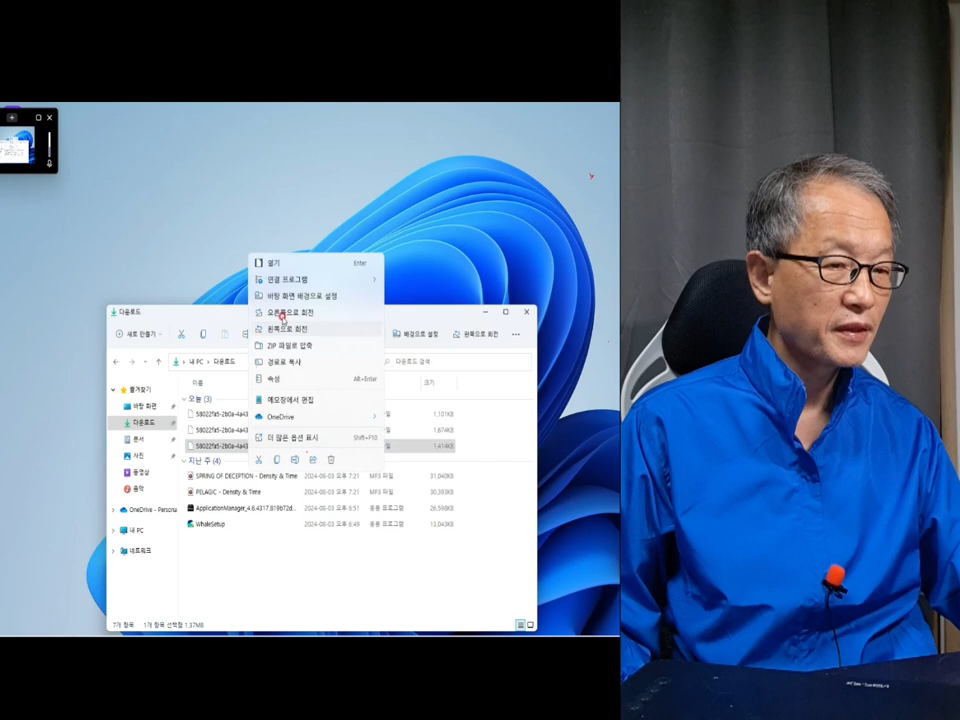 다운로드
새로 만들기
배경으로 설정
왼쪽으로 회전
내 PC
다운로드
다운로드 검색
열기 Enter
연결 프로그램
바탕 화면 배경으로 설정
오른쪽으로 회전
왼쪽으로 회전
ZIP 파일로 압축
경로로 복사
속성 Alt+Enter
메모장에서 편집
OneDrive
더 많은 옵션 표시 Shift+F10
즐겨찾기
바탕 화면
다운로드
문서
사진
동영상
음악
OneDrive - Persona
내 PC
네트워크
이름
크기
오늘 (3)
58022fa5-2b0a-4a43
1,101KB
58022fa5-2b0a-4a43
1,674KB
58022fa5-2b0a-4a43
1,414KB
지난 주 (4)
SPRING OF DECEPTION - Density & Time 2024-08-03 오후 7:21 MP3 파일 31,040KB
PELAGIC - Density & Time 2024-08-03 오후 7:21 MP3 파일 30,393KB
ApplicationManager_4.6.4317.819b72d... 2024-08-03 오후 6:51 응용 프로그램 26,598KB
WhaleSetup 2024-08-03 오후 6:49 응용 프로그램 13,043KB
7개 항목
1개 항목 선택함 1.37MB